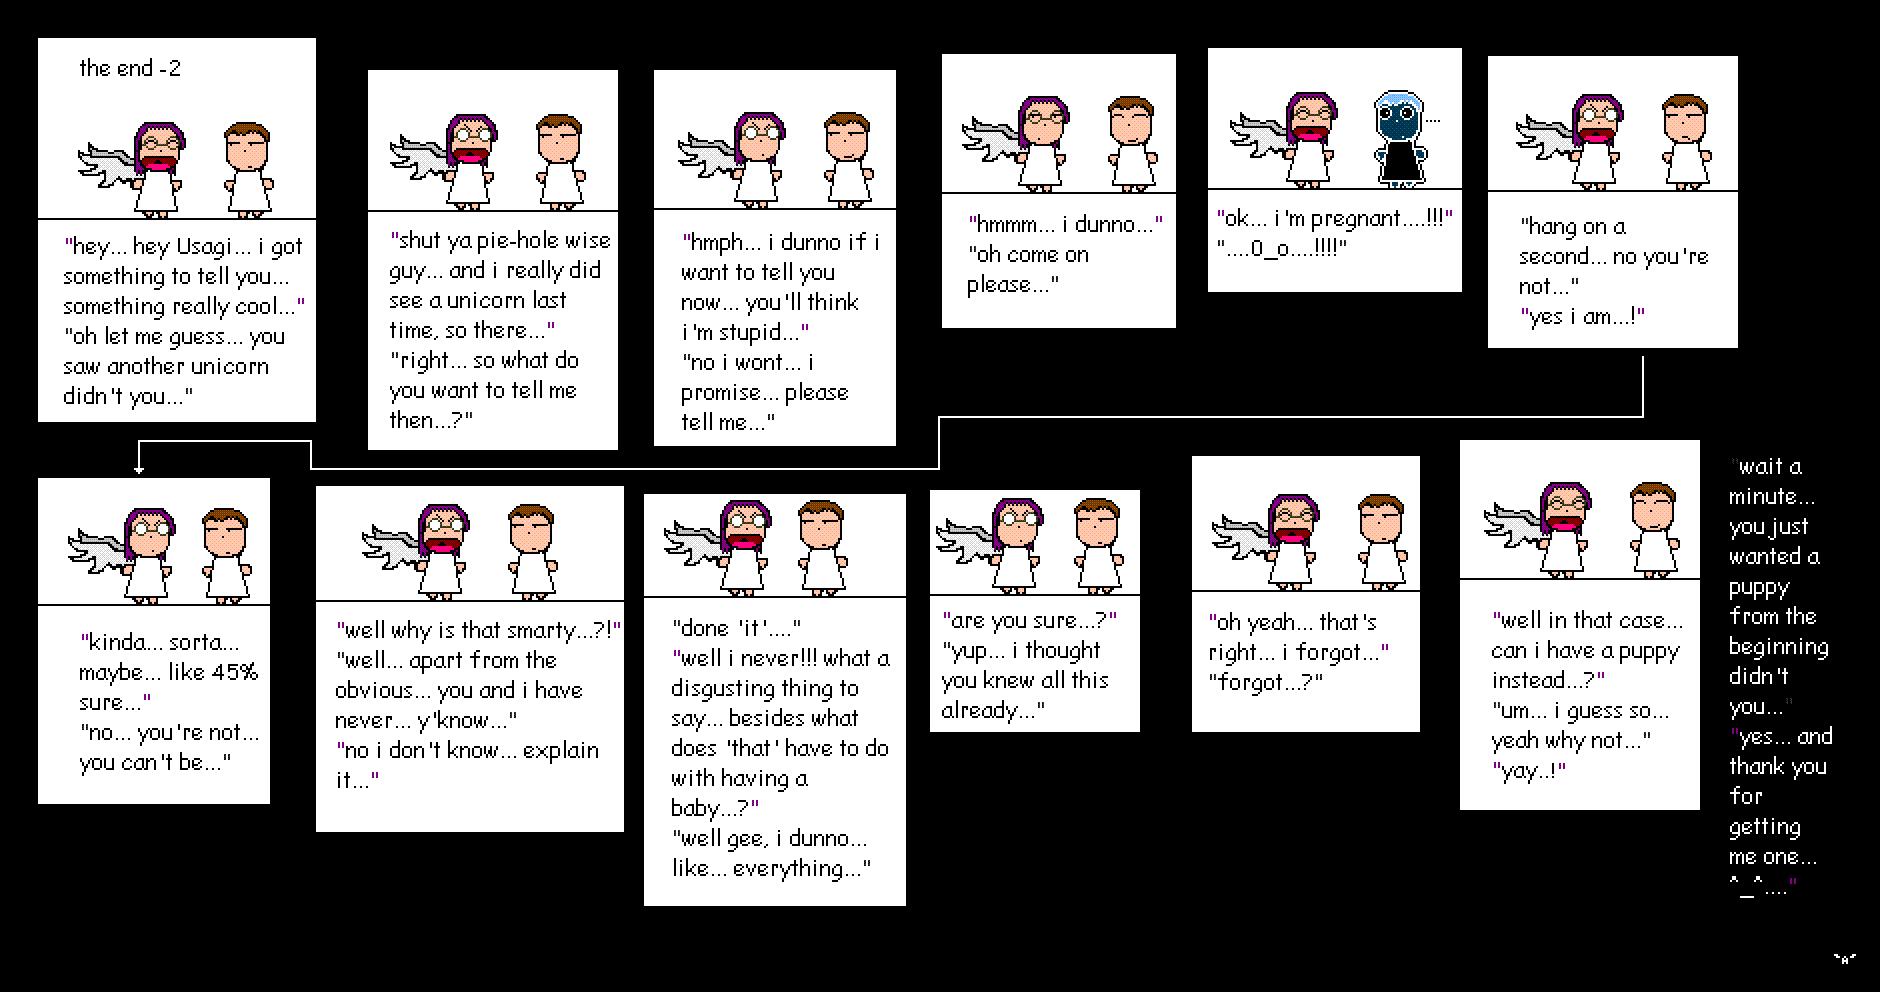 the end -2
"hey... hey Usagi... i got
something to tell you...
something really cool..."
"oh let me guess... you
saw another unicorn
didn't you..."
"shut ya pie-hole wise
guy... and i really did
see a unicorn last
time, so there..."
"right... so what do
you want to tell me
then...?"
"hmph... i dunno if i
want to tell you
now... you'll think
i'm stupid..."
"no i wont... i
promise... please
tell me..."
"hmmm... i dunno..."
"oh come on
please..."
....
"ok... i'm pregnant....!!!"
"....O_o....!!!!"
"hang on a
second... no you're
not..."
"yes i am...!"
"kinda... sorta...
maybe... like 45%
sure..."
"no... you're not...
you can't be..."
"well why is that smarty...?!"
"well... apart from the
obvious... you and i have
never... y'know..."
"no i don't know... explain
it..."
"done 'it'...."
"well i never!!! what a
disgusting thing to
say... besides what
does 'that' have to do
with having a
baby...?"
"well gee, i dunno...
like... everything..."
"are you sure...?"
"yup... i thought
you knew all this
already..."
"oh yeah... that's
right... i forgot..."
"forgot...?"
"well in that case...
can i have a puppy
instead...?"
"um... i guess so...
yeah why not..."
"yay..!"
"wait a
minute...
you just
wanted a
puppy
from the
beginning
didn't
you..."
"yes... and
thank you
for
getting
me one...
^_^...."